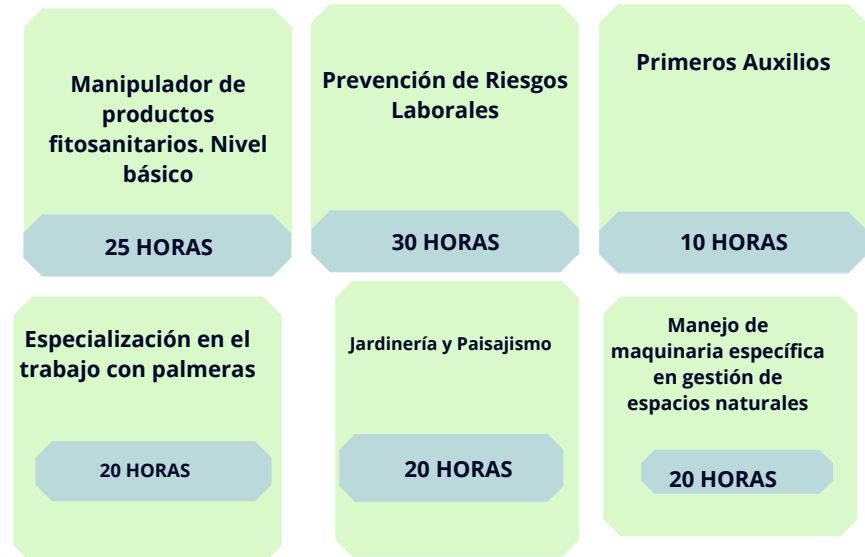 Manipulador de
productos
fitosanitarios. Nivel
básico
25 HORAS
Prevención de Riesgos
Laborales
30 HORAS
Primeros Auxilios
10 HORAS
Especialización en el
trabajo con palmeras
20 HORAS
Jardinería y Paisajismo
20 HORAS
Manejo de
maquinaria específica
en gestión de
espacios naturales
20 HORAS